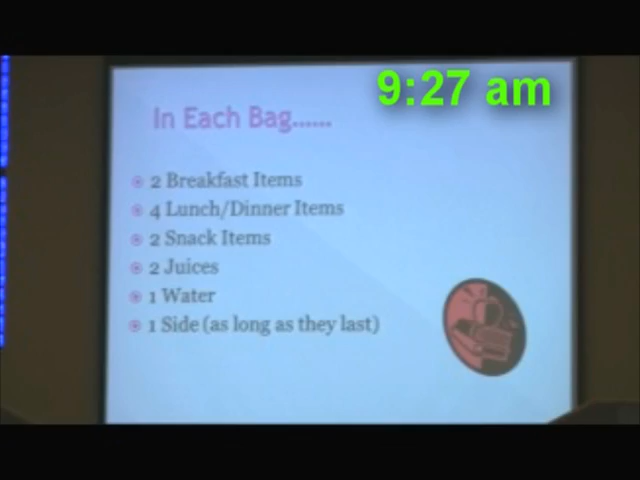 9:27 am
In Each Bag......
2 Breakfast Items
4 Lunch/Dinner Items
2 Snack Items
2 Juices
1 Water
1 Side (as long as they last)